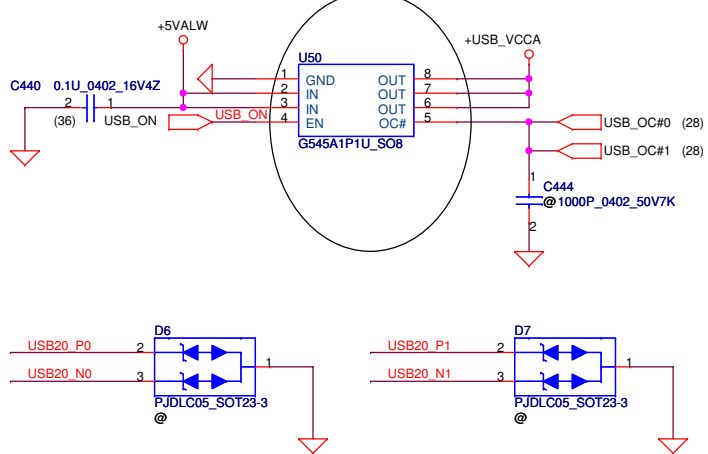 +5VALW
+USB_VCCA
U50
C440 0.1U_0402_16V4Z
1 GND OUT 8
2 IN OUT 7
3 IN OUT 6
4 EN OC# 5
2 1
(36) USB_ON
USB_ON
G545A1P1U_SO8
USB_OC#0 (28)
USB_OC#1 (28)
1
C444
@ 1000P_0402_50V7K
2
D6
USB20_P0 2
1
USB20_N0 3
PJDLC05_SOT23-3
@
D7
USB20_P1 2
1
USB20_N1 3
PJDLC05_SOT23-3
@